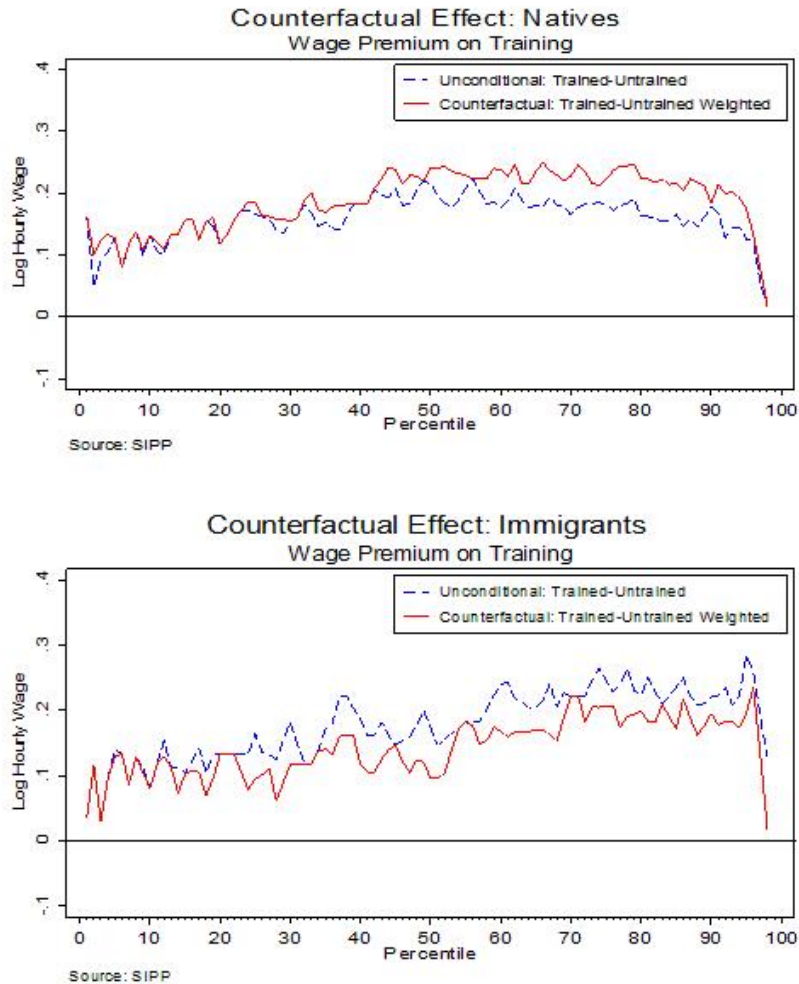 Counterfactual Effect: Natives
Wage Premium on Training
Unconditional: Trained-Untrained
Counterfactual: Trained-Untrained Weighted
Log Hourly Wage
.4
.3
.2
.1
0
-.1
0 10 20 30 40 50 60 70 80 90 100
Percentile
Source: SIPP
Counterfactual Effect: Immigrants
Wage Premium on Training
Unconditional: Trained-Untrained
Counterfactual: Trained-Untrained Weighted
Log Hourly Wage
.4
.3
.2
.1
0
-.1
0 10 20 30 40 50 60 70 80 90 100
Percentile
Source: SIPP